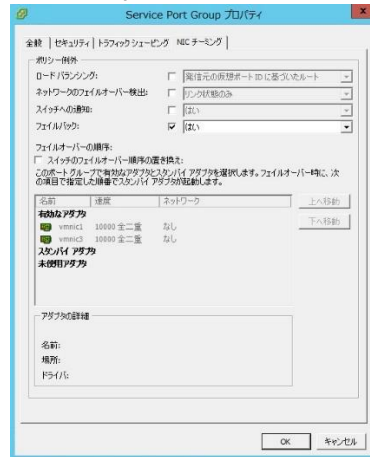 Service Port Group プロパティ
x
全般 セキュリティ トラフィック シェーピング NIC チーミング
ポリシー例外
ロード バランシング: 発信元の仮想ポート ID に基づいたルート
ネットワークのフェイルオーバー検出: リンク状態のみ
スイッチへの通知: はい
フェイルバック: はい
フェイルオーバーの順序:
スイッチのフェイルオーバー順序の置き換え:
このポート グループで有効なアダプタとスタンバイ アダプタを選択します。フェイルオーバー時に、次
の項目で指定した順番でスタンバイ アダプタが起動します。
名前 速度 ネットワーク
上へ移動
有効なアダプタ
下へ移動
vmnic1 10000 全二重 なし
vmnic3 10000 全二重 なし
スタンバイ アダプタ
未使用アダプタ
アダプタの詳細
名前:
場所:
ドライバ:
OK キャンセル